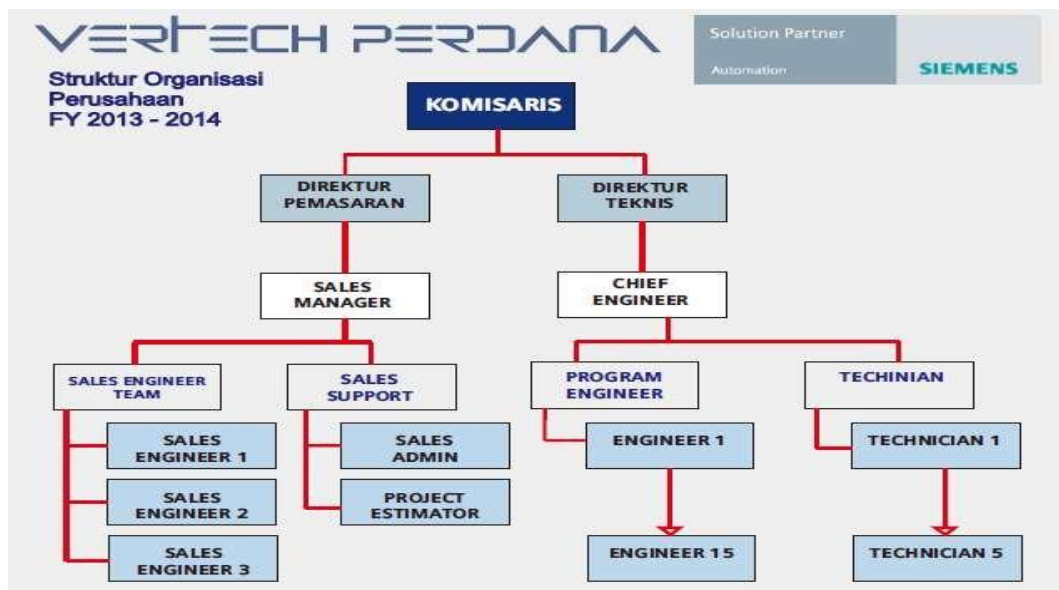 VERTECH PERDANA
Solution Partner
Automation
SIEMENS
Struktur Organisasi
Perusahaan
FY 2013 - 2014
KOMISARIS
DIREKTUR
PEMASARAN
DIREKTUR
TEKNIS
SALES
MANAGER
CHIEF
ENGINEER
SALES ENGINEER
TEAM
SALES
SUPPORT
PROGRAM
ENGINEER
TECHINIAN
SALES
ENGINEER 1
SALES
ADMIN
ENGINEER 1
TECHNICIAN 1
SALES
ENGINEER 2
PROJECT
ESTIMATOR
SALES
ENGINEER 3
ENGINEER 15
TECHNICIAN 5